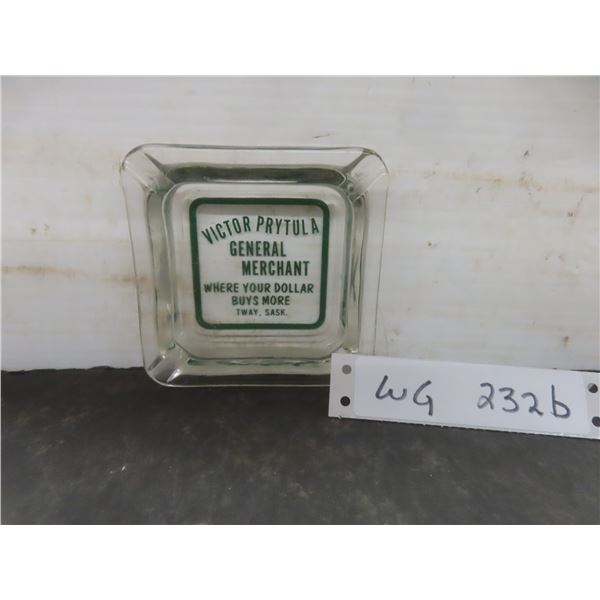 VICTOR PRYTULA
GENERAL
MERCHANT
WHERE YOUR DOLLAR
BUYS MORE
TWAY, SASK.
WG 232b